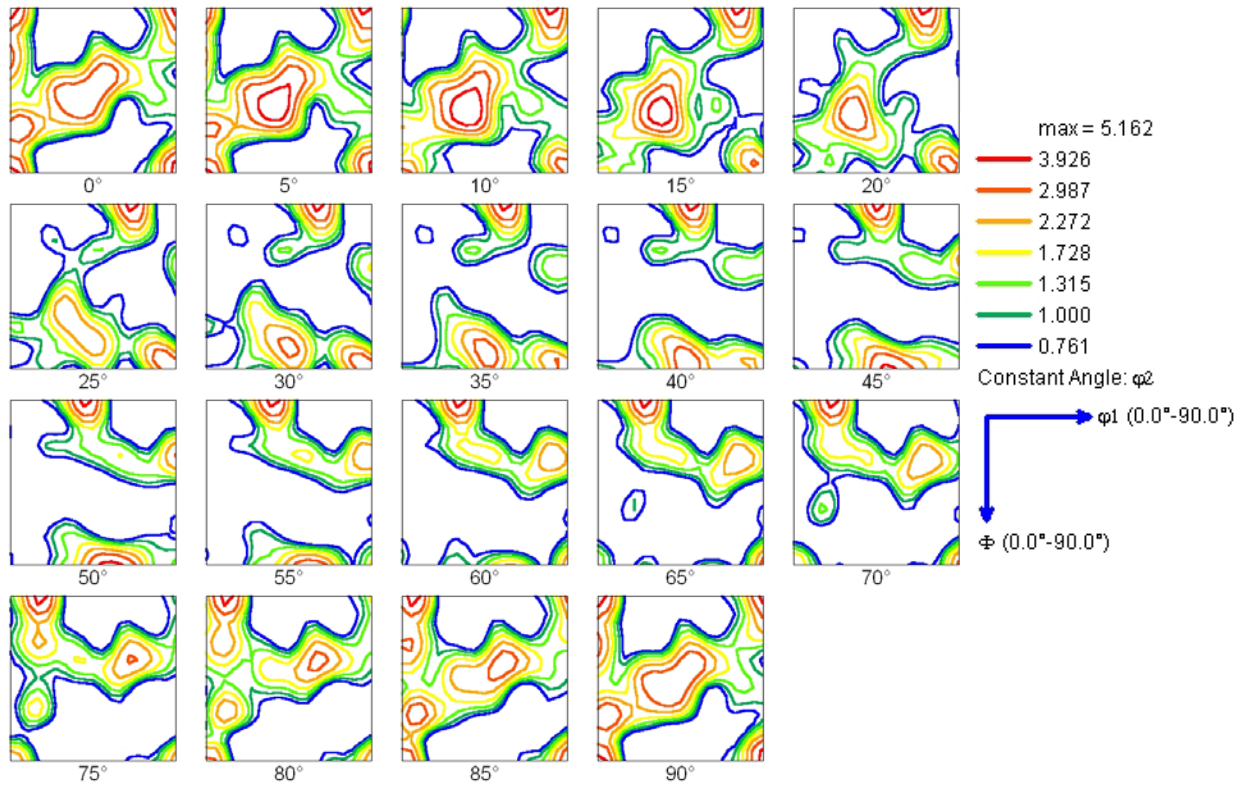 0° 5° 10° 15° 20°
max = 5.162
3.926
2.987
2.272
1.728
1.315
1.000
0.761
Constant Angle: φ2
φ1 (0.0°-90.0°)
Φ (0.0°-90.0°)
25° 30° 35° 40° 45°
50° 55° 60° 65° 70°
75° 80° 85° 90°